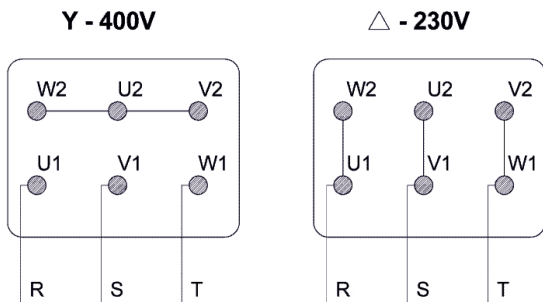 Y - 400V
△ - 230V
W2 U2 V2
U1 V1 W1
R S T
W2 U2 V2
U1 V1 W1
R S T